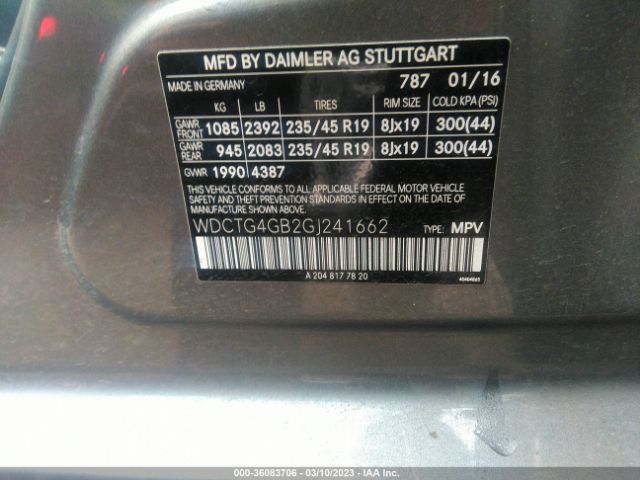 MFD BY DAIMLER AG STUTTGART
MADE IN GERMANY 787 01/16
KG LB TIRES RIM SIZE COLD KPA (PSI)
GAWR FRONT 1085 2392 235/45 R19 8Jx19 300(44)
GAWR REAR 945 2083 235/45 R19 8Jx19 300(44)
GVWR 1990 4387
THIS VEHICLE CONFORMS TO ALL APPLICABLE FEDERAL MOTOR VEHICLE
SAFETY AND THEFT PREVENTION STANDARDS IN EFFECT ON THE DATE OF
MANUFACTURE SHOWN ABOVE.
WDCTG4GB2GJ241662 TYPE: MPV
A 204 817 78 20
000-36083706 - 03/10/2023 - IAAI.COM